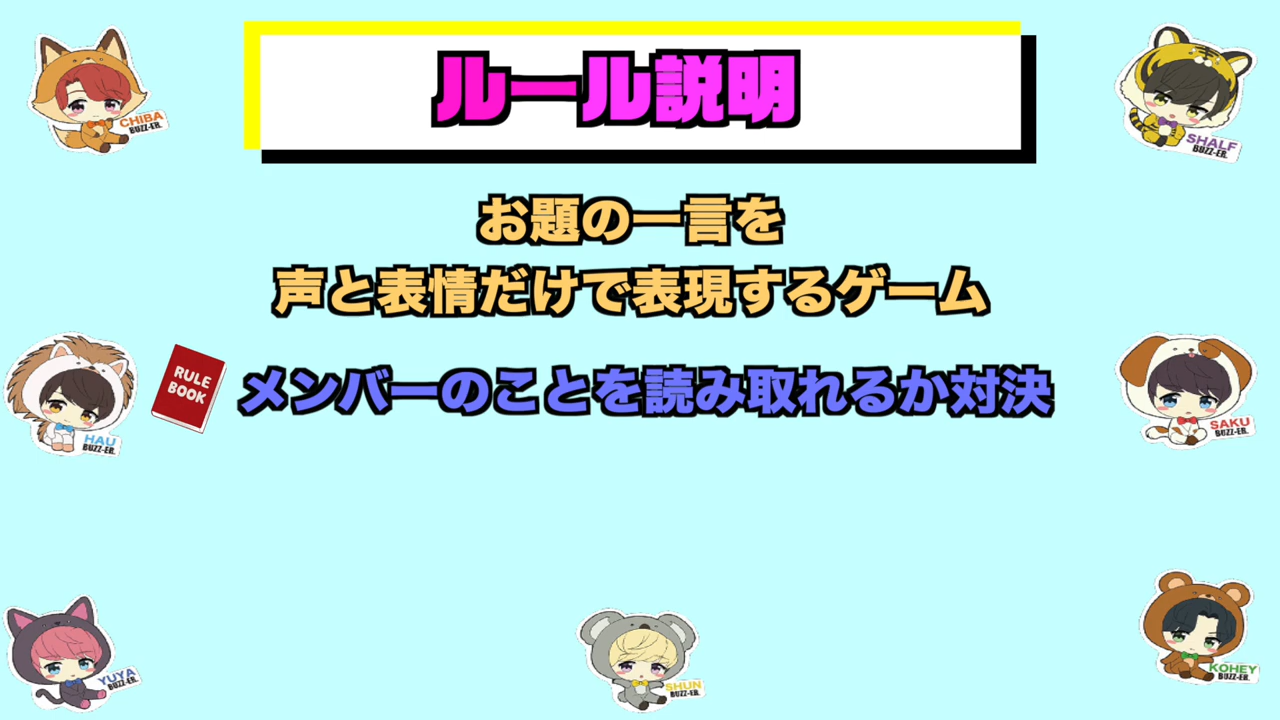 ルール説明
CHIBA
BUZZ-ER.
SHALF
BUZZ-ER.
お題の一言を
声と表情だけで表現するゲーム
HAU
BUZZ-ER.
RULE
BOOK
メンバーのことを読み取れるか対決
SAKU
BUZZ-ER.
YUYA
BUZZ-ER.
SHUN
BUZZ-ER.
KOHEY
BUZZ-ER.